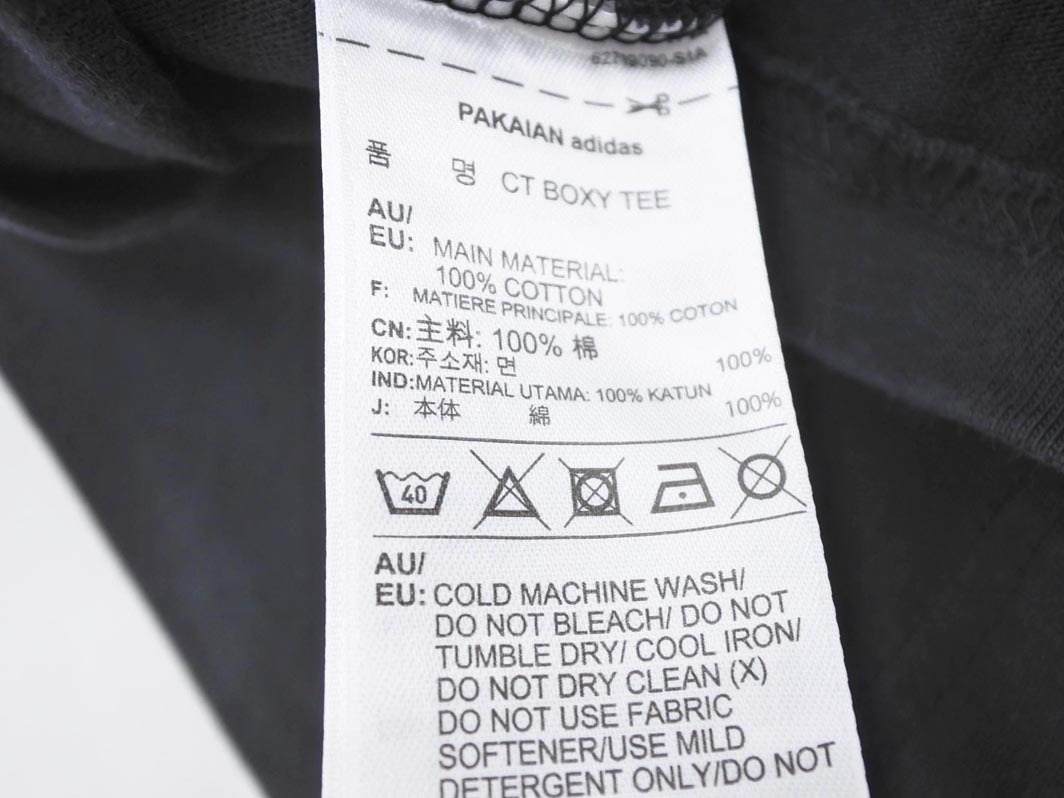 PAKAIAN adidas
품 명 CT BOXY TEE
AU/
EU: MAIN MATERIAL:
100% COTTON
F: MATIERE PRINCIPALE: 100% COTON
CN: 主料: 100% 棉
KOR: 주소재: 면 100%
IND: MATERIAL UTAMA: 100% KATUN
J: 本体 綿 100%
40
AU/
EU: COLD MACHINE WASH/
DO NOT BLEACH/ DO NOT
TUMBLE DRY/ COOL IRON/
DO NOT DRY CLEAN (X)
DO NOT USE FABRIC
SOFTENER/USE MILD
DETERGENT ONLY/DO NOT